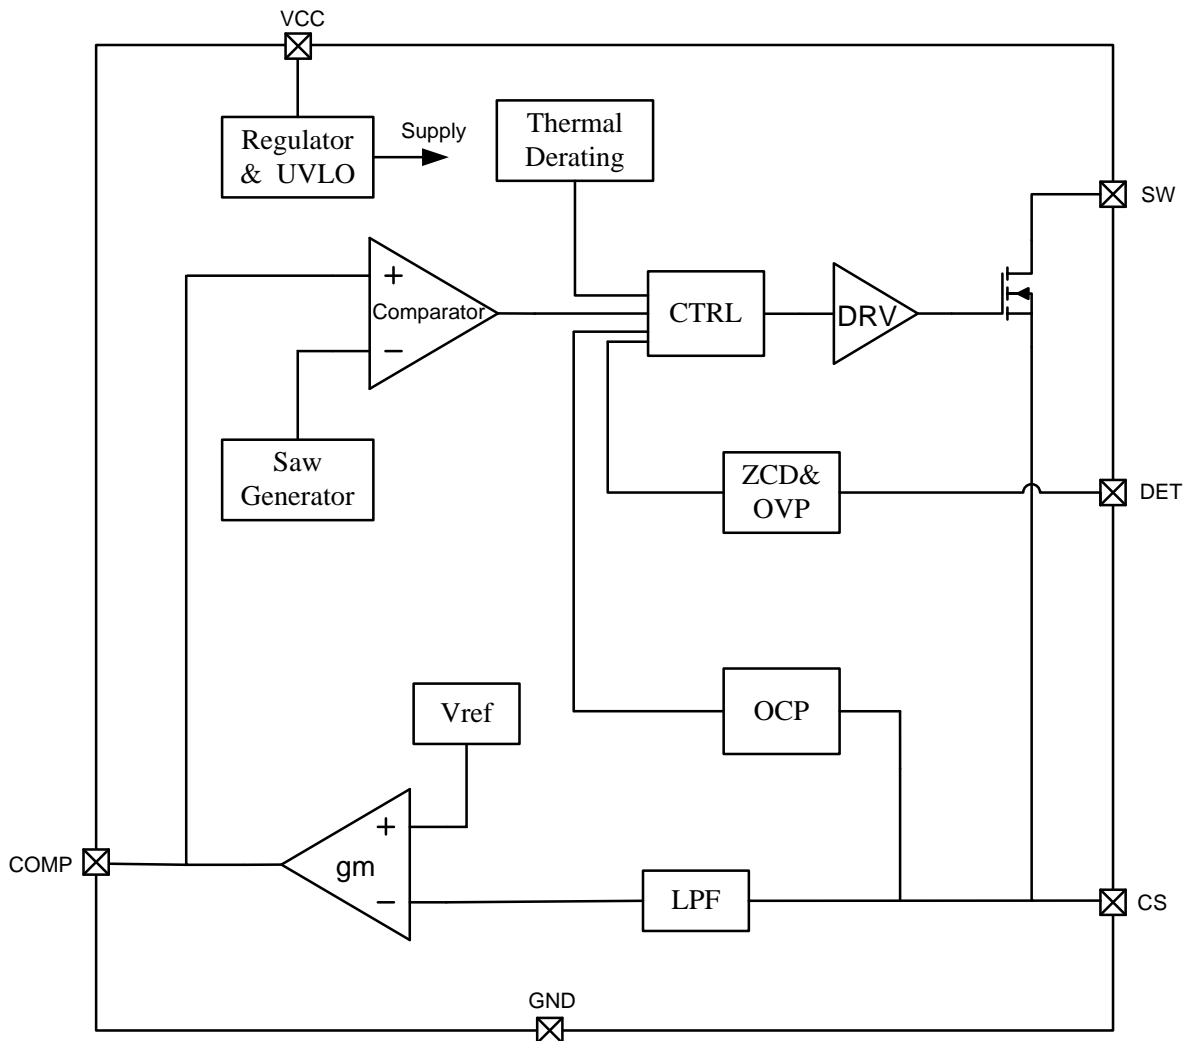 VCC
Regulator
& UVLO
Supply
Thermal
Derating
SW
+
Comparator
−
CTRL
DRV
Saw
Generator
ZCD&
OVP
DET
Vref
OCP
+
gm
−
COMP
LPF
CS
GND